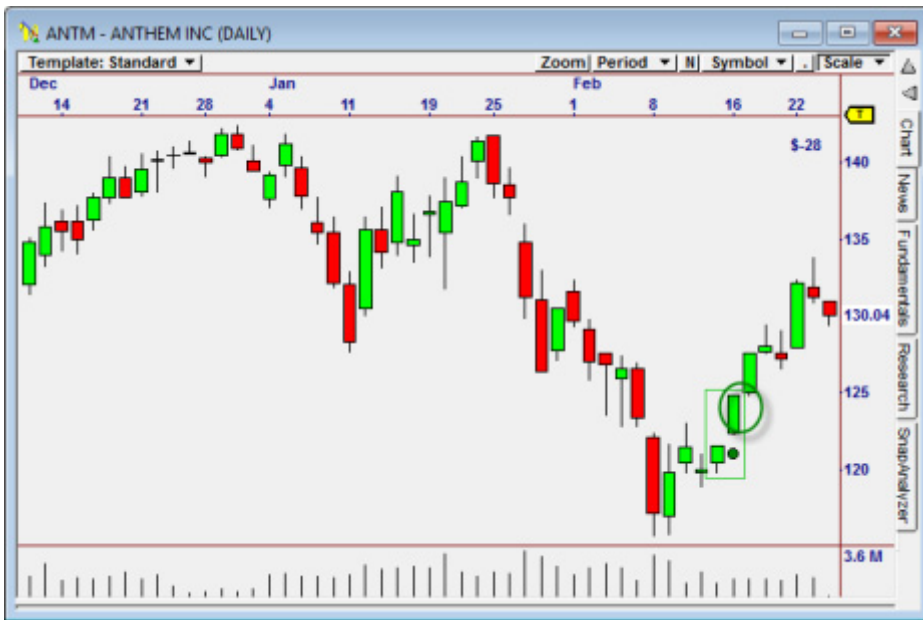 ANTM - ANTHEM INC (DAILY)
Template: Standard Zoom Period N Symbol . Scale
Dec Jan Feb
14 21 28 4 11 19 25 1 8 16 22
T
$-28
140
135
130.04
125
120
3.6 M
Chart
News
Fundamentals
Research
SnapAnalyzer